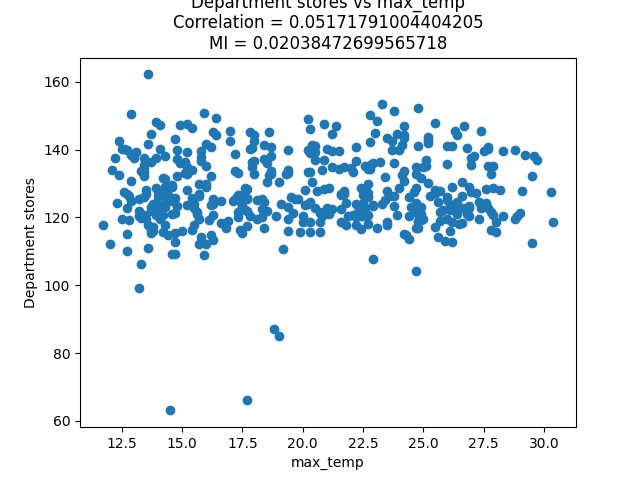 Department stores vs max_temp
Correlation = 0.05171791004404205
MI = 0.02038472699565718
160
140
120
100
80
60
Department stores
12.5 15.0 17.5 20.0 22.5 25.0 27.5 30.0
max_temp